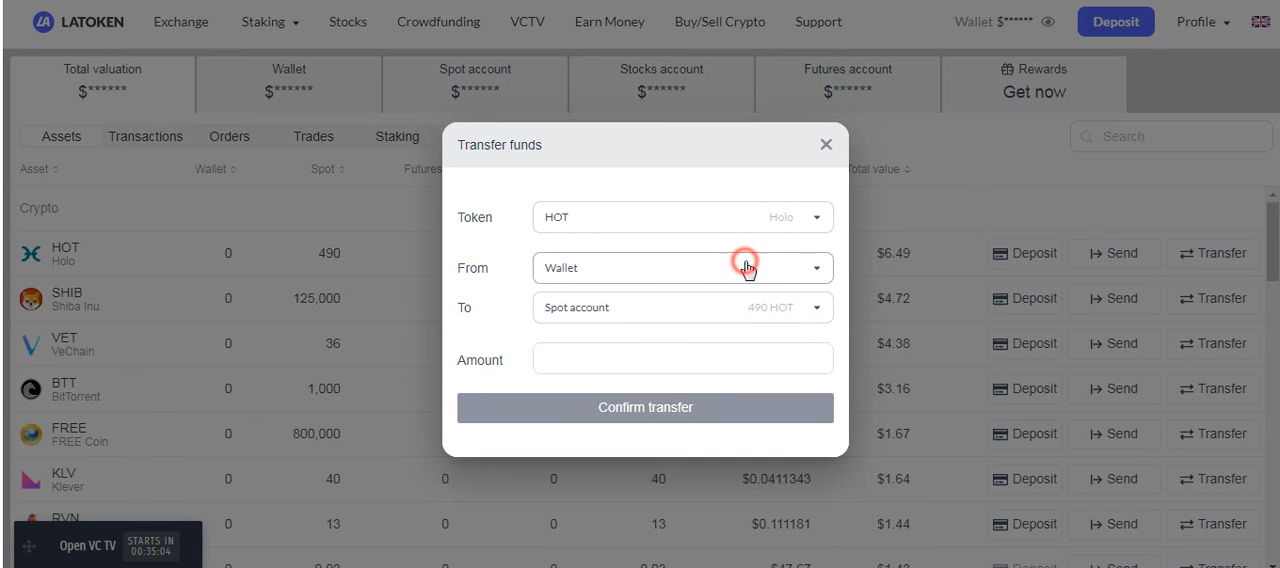 LATOKEN Exchange Staking Stocks Crowdfunding VCTV Earn Money Buy/Sell Crypto Support Wallet $****** Deposit Profile
Total valuation Wallet Spot account Stocks account Futures account Rewards
$****** $****** $****** $****** $****** Get now
Assets Transactions Orders Trades Staking Search
Asset Wallet Spot Futures Total value
Crypto
HOT 0 490 $6.49 Deposit Send Transfer
Holo
SHIB 0 125,000 $4.72 Deposit Send Transfer
Shiba Inu
VET 0 36 $4.38 Deposit Send Transfer
VeChain
BTT 0 1,000 $3.16 Deposit Send Transfer
BitTorrent
FREE 0 800,000 $1.67 Deposit Send Transfer
FREE Coin
KLV 0 40 0 0 40 $0.0411343 $1.64 Deposit Send Transfer
Klever
RVN 0 13 0 0 13 $0.111181 $1.44 Deposit Send Transfer
Transfer funds
Token HOT Holo
From Wallet
To Spot account 490 HOT
Amount
Confirm transfer
Open VC TV STARTS IN
00:35:04